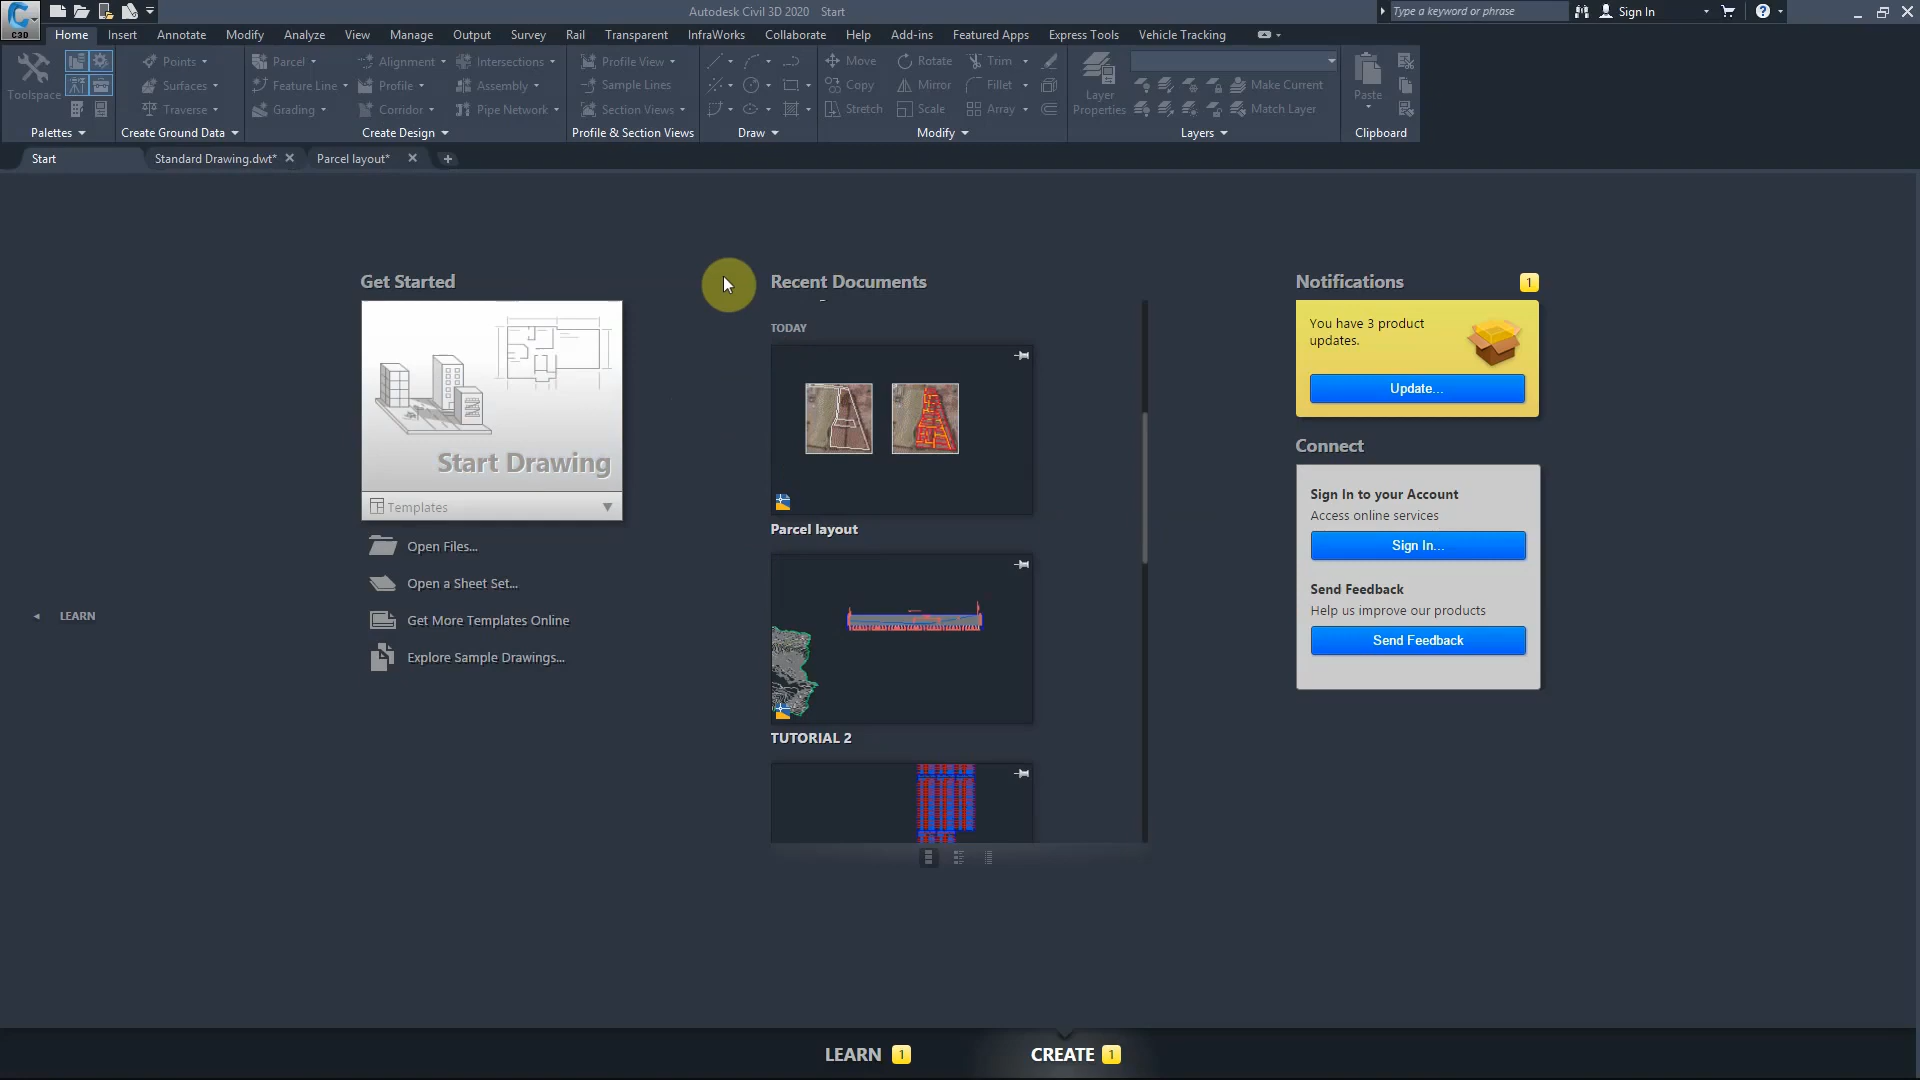 C3D
Autodesk Civil 3D 2020 Start
Type a keyword or phrase
Sign In
Home Insert Annotate Modify Analyze View Manage Output Survey Rail Transparent InfraWorks Collaborate Help Add-ins Featured Apps Express Tools Vehicle Tracking
Toolspace
Points
Surfaces
Traverse
Parcel
Feature Line
Grading
Alignment
Profile
Corridor
Intersections
Assembly
Pipe Network
Profile View
Sample Lines
Section Views
Move
Copy
Stretch
Rotate
Mirror
Scale
Trim
Fillet
Array
Layer
Properties
Make Current
Match Layer
Paste
Palettes Create Ground Data Create Design Profile & Section Views Draw Modify Layers Clipboard
Start Standard Drawing.dwt* Parcel layout*
Get Started
Start Drawing
Templates
Open Files...
Open a Sheet Set...
Get More Templates Online
Explore Sample Drawings...
LEARN
Recent Documents
TODAY
Parcel layout
TUTORIAL 2
Notifications 1
You have 3 product
updates.
Update...
Connect
Sign In to your Account
Access online services
Sign In...
Send Feedback
Help us improve our products
Send Feedback
LEARN 1 CREATE 1